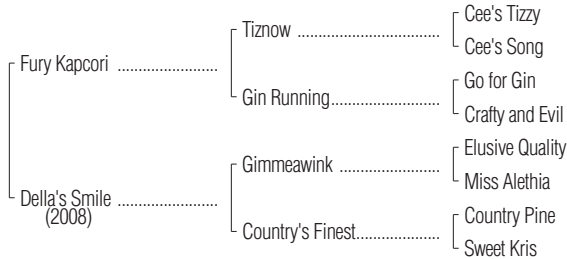 Cee's Tizzy
Tiznow ........................................
Cee's Song
Fury Kapcori ............................
Go for Gin
Gin Running..............................
Crafty and Evil
Elusive Quality
Gimmeawink ............................
Miss Alethia
Della's Smile ............................
(2008)
Country Pine
Country's Finest.......................
Sweet Kris